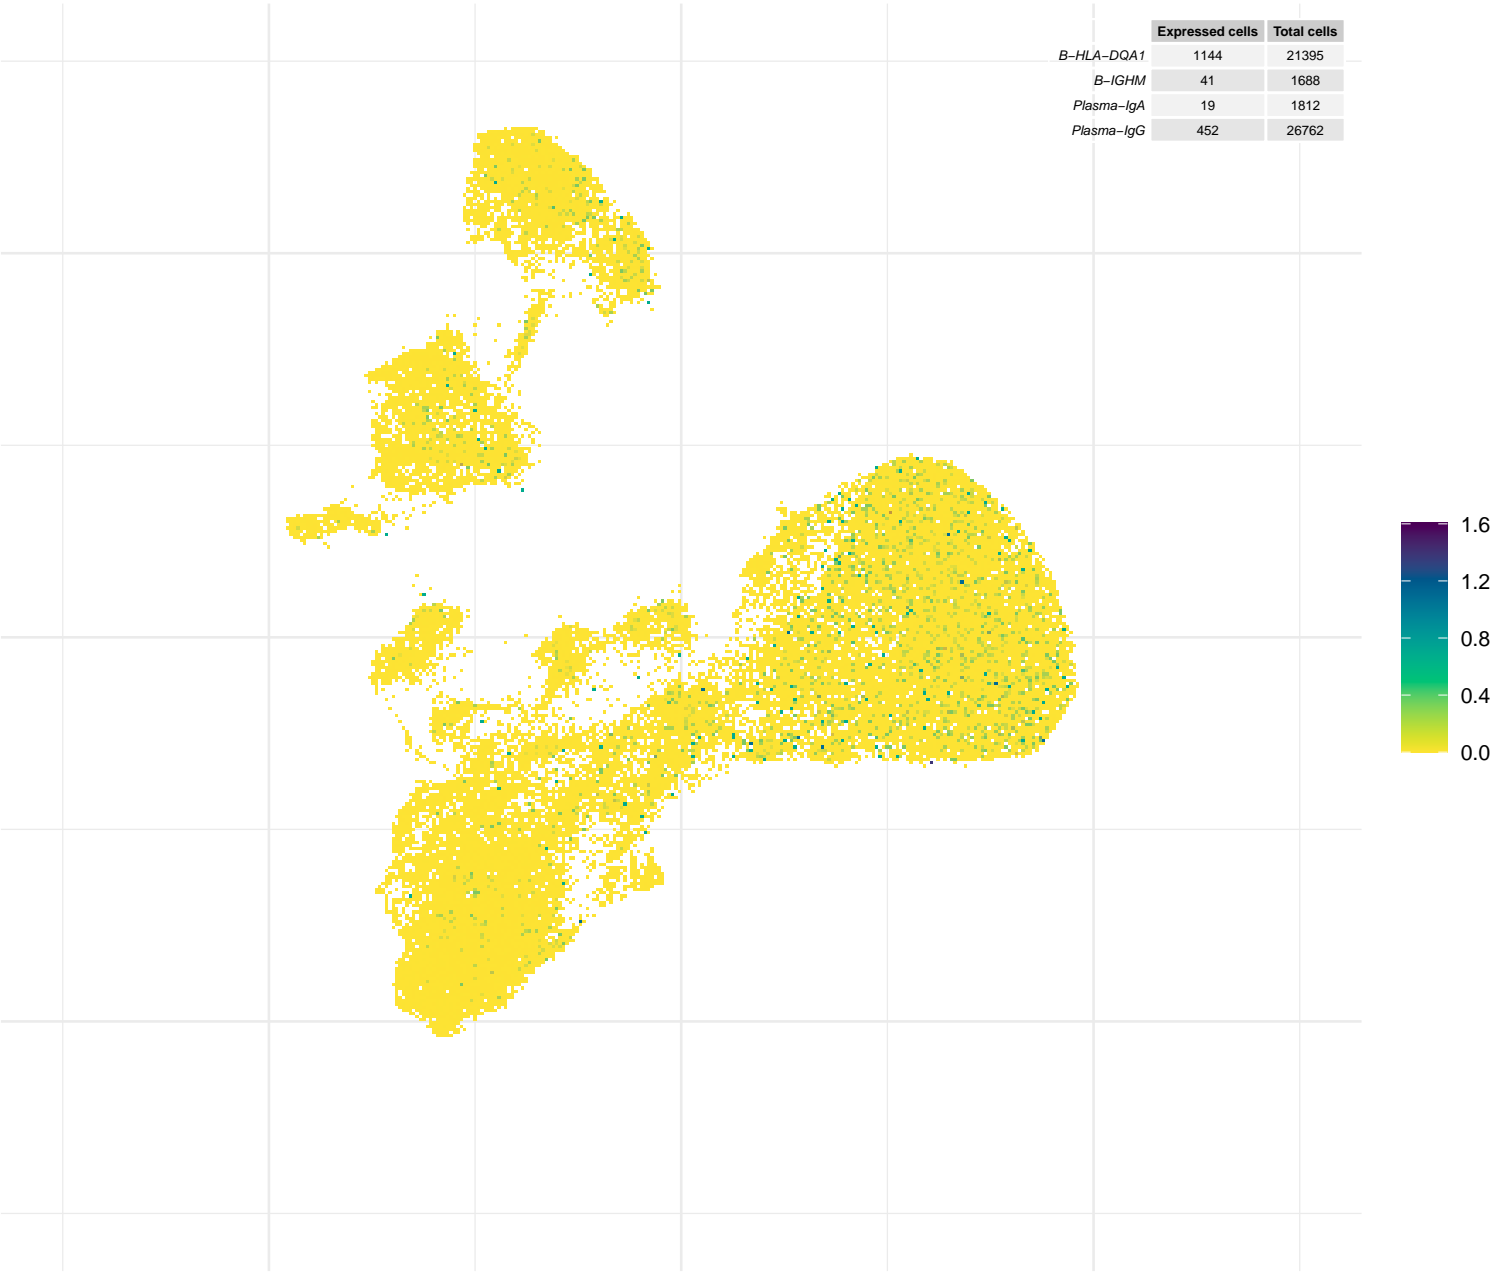 Expressed cells Total cells
B−HLA−DQA1 1144 21395
B−IGHM 41 1688
Plasma−IgA 19 1812
Plasma−IgG 452 26762
1.6
1.2
0.8
0.4
0.0